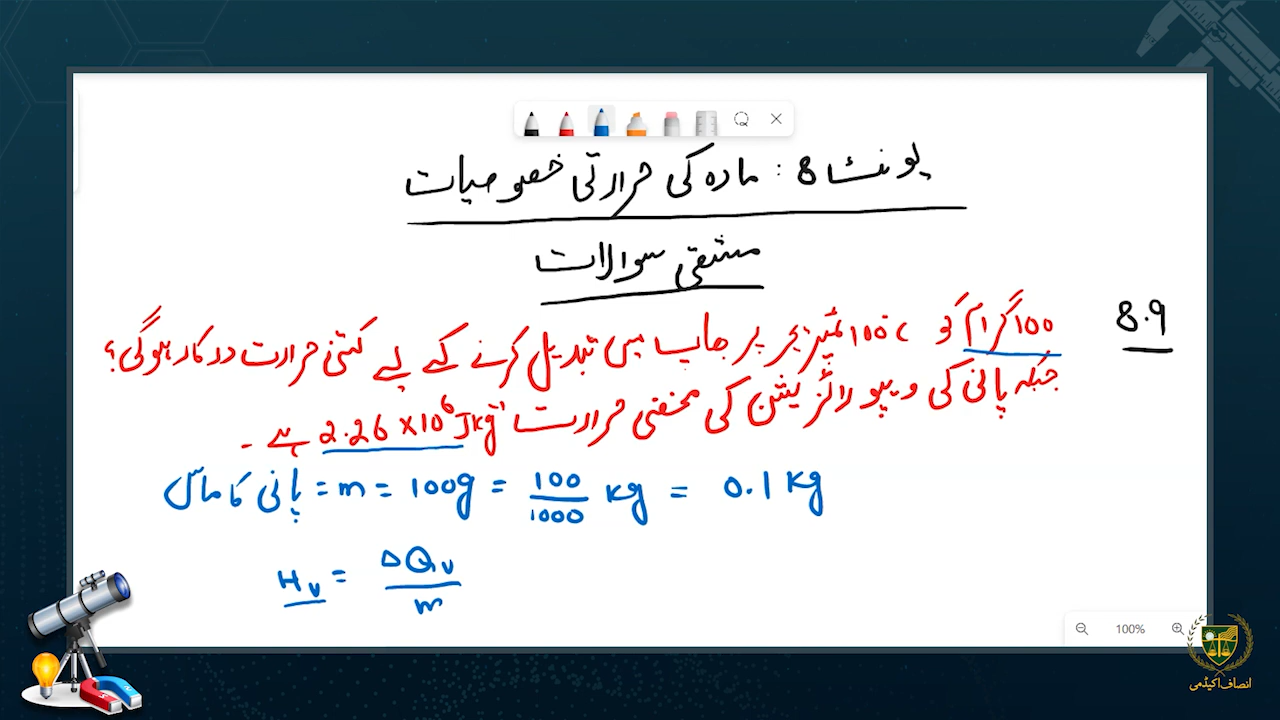 یونٹ 8 : مادہ کی حرارتی خصوصیات
مشقی سوالات
8.9
100 گرام کو 100°C ٹمپریچر پر بھاپ میں تبدیل کرنے کے لیے کتنی حرارت درکار ہوگی؟
جبکہ پانی کی ویپورائزیشن کی مخفی حرارت 2.26 x10⁶ Jkg⁻¹ ہے۔
پانی کا ماس = m = 100g = 100/1000 kg = 0.1 kg
Hv = ΔQv/m
100%
انصاف اکیڈمی